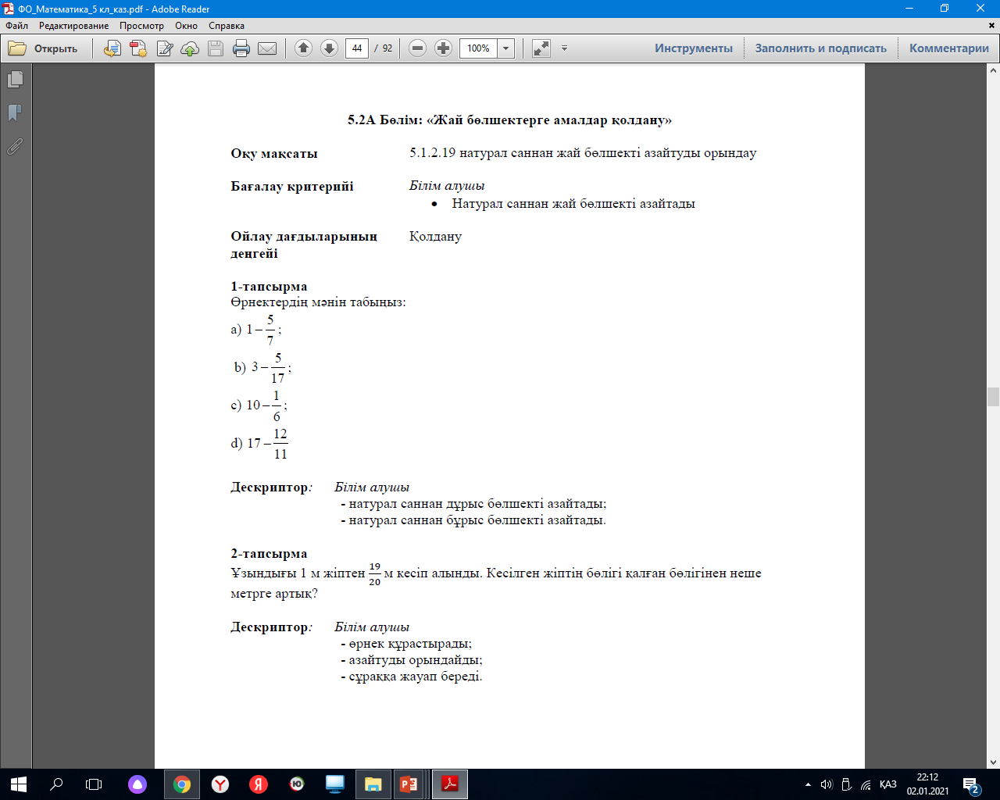 ФО_Математика_5 кл_каз.pdf - Adobe Reader
Файл Редактирование Просмотр Окно Справка
Открыть 44 / 92 100% Инструменты Заполнить и подписать Комментарии
5.2А Бөлім: «Жай бөлшектерге амалдар қолдану»
Оқу мақсаты 5.1.2.19 натурал саннан жай бөлшекті азайтуды орындау
Бағалау критерийі Білім алушы
• Натурал саннан жай бөлшекті азайтады
Ойлау дағдыларының Қолдану
деңгейі
1-тапсырма
Өрнектердің мәнін табыңыз:
a) 1 – 5/7 ;
b) 3 – 5/17 ;
c) 10 – 1/6 ;
d) 17 – 12/11
Дескриптор: Білім алушы
- натурал саннан дұрыс бөлшекті азайтады;
- натурал саннан бұрыс бөлшекті азайтады.
2-тапсырма
Ұзындығы 1 м жіптен 19/20 м кесіп алынды. Кесілген жіптің бөлігі қалған бөлігінен неше
метрге артық?
Дескриптор: Білім алушы
- өрнек құрастырады;
- азайтуды орындайды;
- сұраққа жауап береді.
ҚАЗ 22:12
02.01.2021 2